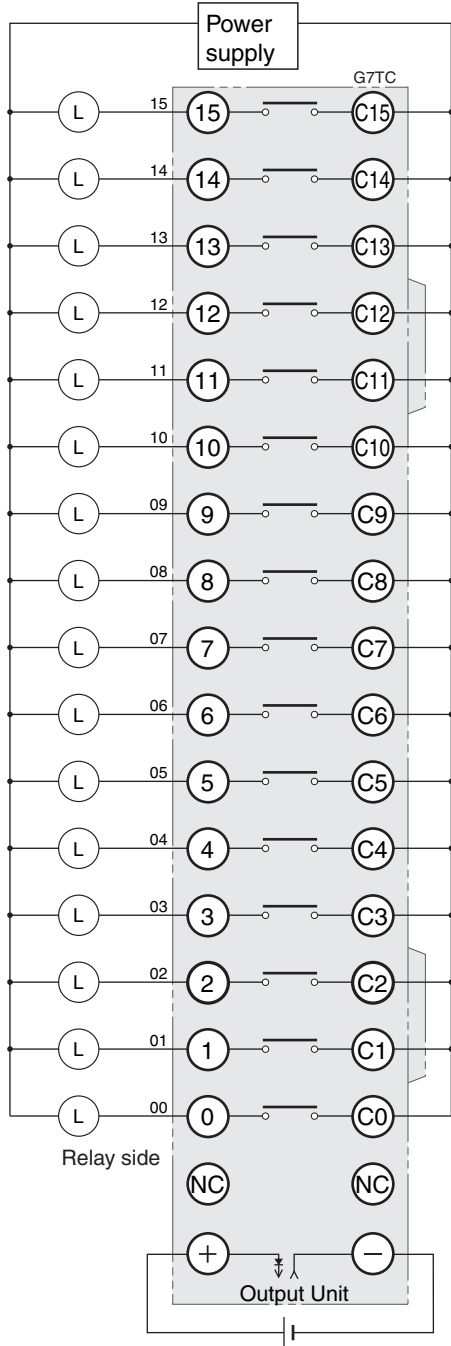 Power
supply
G7TC
L 15 15 C15
L 14 14 C14
L 13 13 C13
L 12 12 C12
L 11 11 C11
L 10 10 C10
L 09 9 C9
L 08 8 C8
L 07 7 C7
L 06 6 C6
L 05 5 C5
L 04 4 C4
L 03 3 C3
L 02 2 C2
L 01 1 C1
L 00 0 C0
Relay side
NC NC
+ −
Output Unit